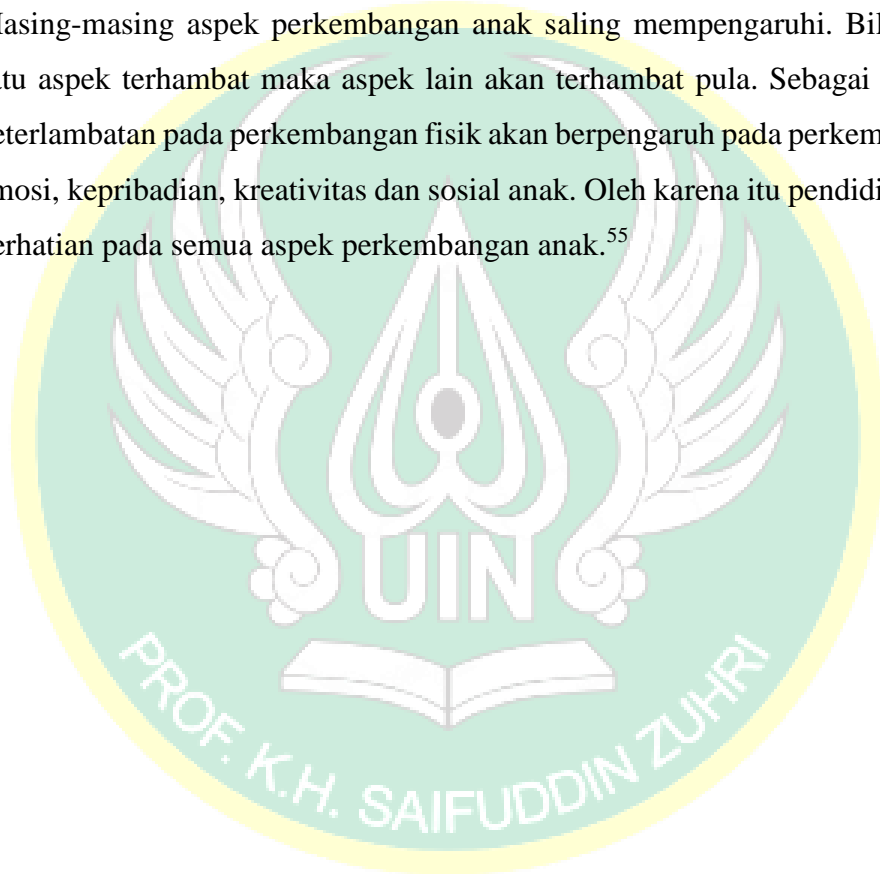 asing-masing aspek perkembangan anak saling mempengaruhi. Bil
tu aspek terhambat maka aspek lain akan terhambat pula. Sebagai
eterlambatan pada perkembangan fisik akan berpengaruh pada perkem
mosi, kepribadian, kreativitas dan sosial anak. Oleh karena itu pendidi
erhatian pada semua aspek perkembangan anak.55
UIN
PROF. K.H. SAIFUDDIN ZUHRI